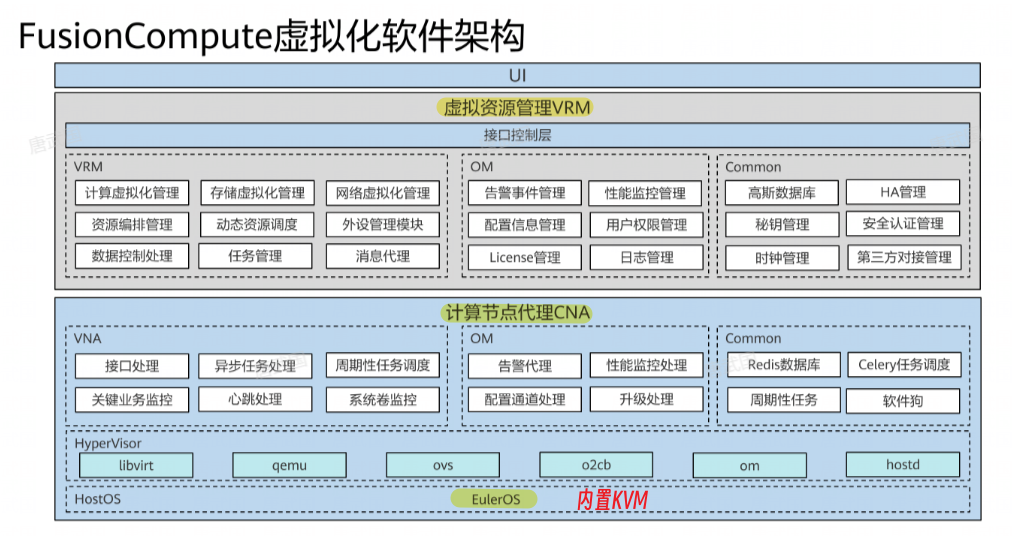 FusionCompute虚拟化软件架构
UI
虚拟资源管理VRM
接口控制层
VRM
计算虚拟化管理 存储虚拟化管理 网络虚拟化管理
资源编排管理 动态资源调度 外设管理模块
数据控制处理 任务管理 消息代理
OM
告警事件管理 性能监控管理
配置信息管理 用户权限管理
License管理 日志管理
Common
高斯数据库 HA管理
秘钥管理 安全认证管理
时钟管理 第三方对接管理
计算节点代理CNA
VNA
接口处理 异步任务处理 周期性任务调度
关键业务监控 心跳处理 系统卷监控
OM
告警代理 性能监控处理
配置通道处理 升级处理
Common
Redis数据库 Celery任务调度
周期性任务 软件狗
HyperVisor
libvirt qemu ovs o2cb om hostd
HostOS EulerOS 内置KVM